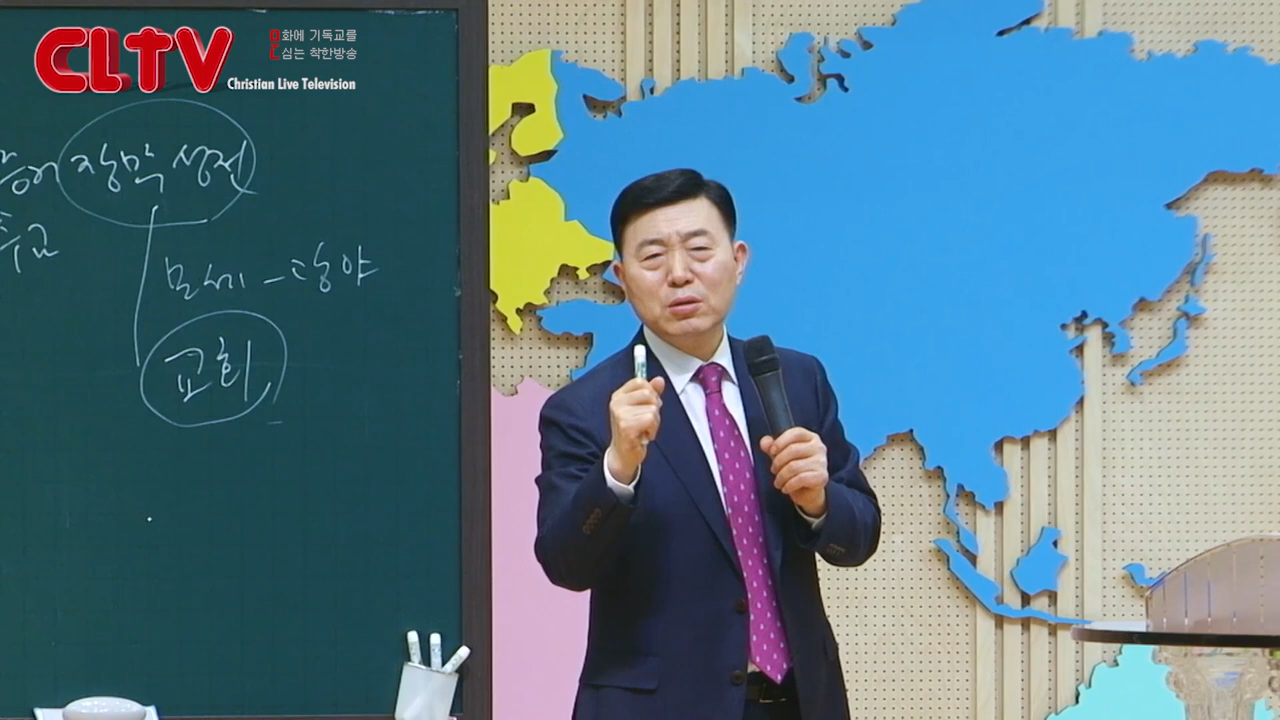 CLTV
문화에 기독교를
심는 착한방송
Christian Live Television
장막 성전
모세 - 광야
교회